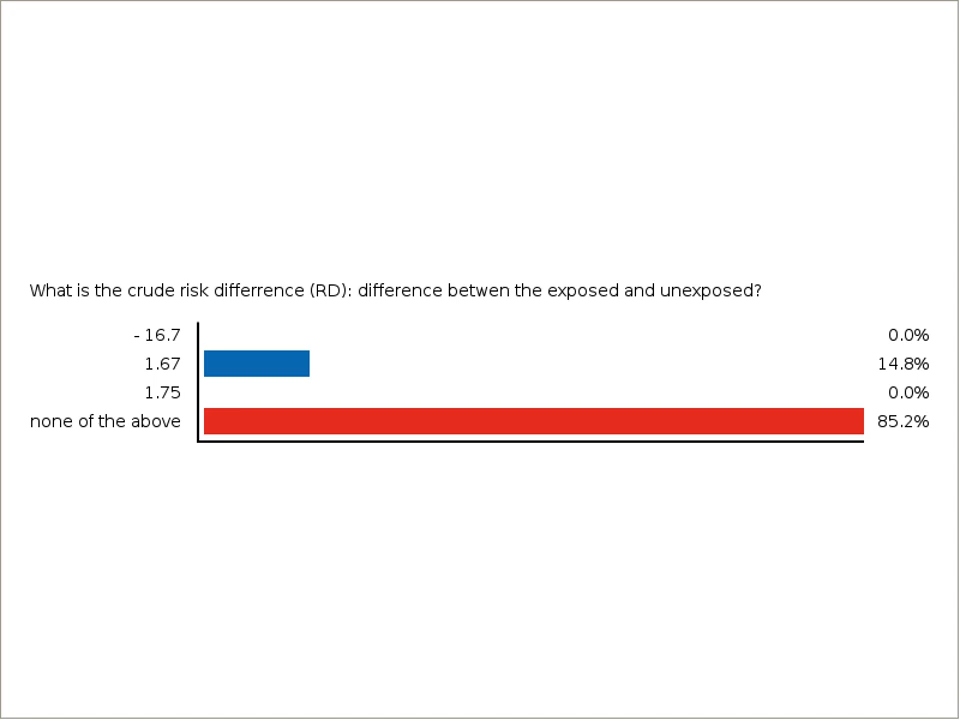 What is the crude risk differrence (RD): difference betwen the exposed and unexposed?
- 16.7 0.0%
1.67 14.8%
1.75 0.0%
none of the above 85.2%